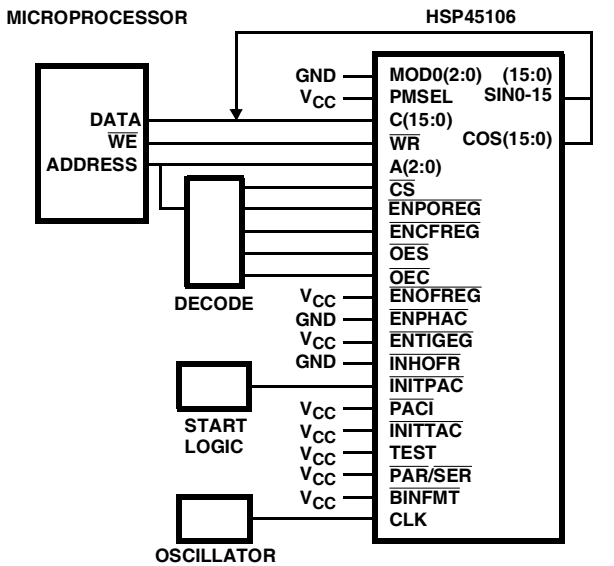 MICROPROCESSOR
HSP45106
DATA
WE
ADDRESS
DECODE
START
LOGIC
OSCILLATOR
GND
VCC
VCC
GND
VCC
GND
VCC
VCC
VCC
VCC
VCC
MOD0(2:0) (15:0)
PMSEL SIN0-15
C(15:0)
WR COS(15:0)
A(2:0)
CS
ENPOREG
ENCFREG
OES
OEC
ENOFREG
ENPHAC
ENTIGEG
INHOFR
INITPAC
PACI
INITTAC
TEST
PAR/SER
BINFMT
CLK